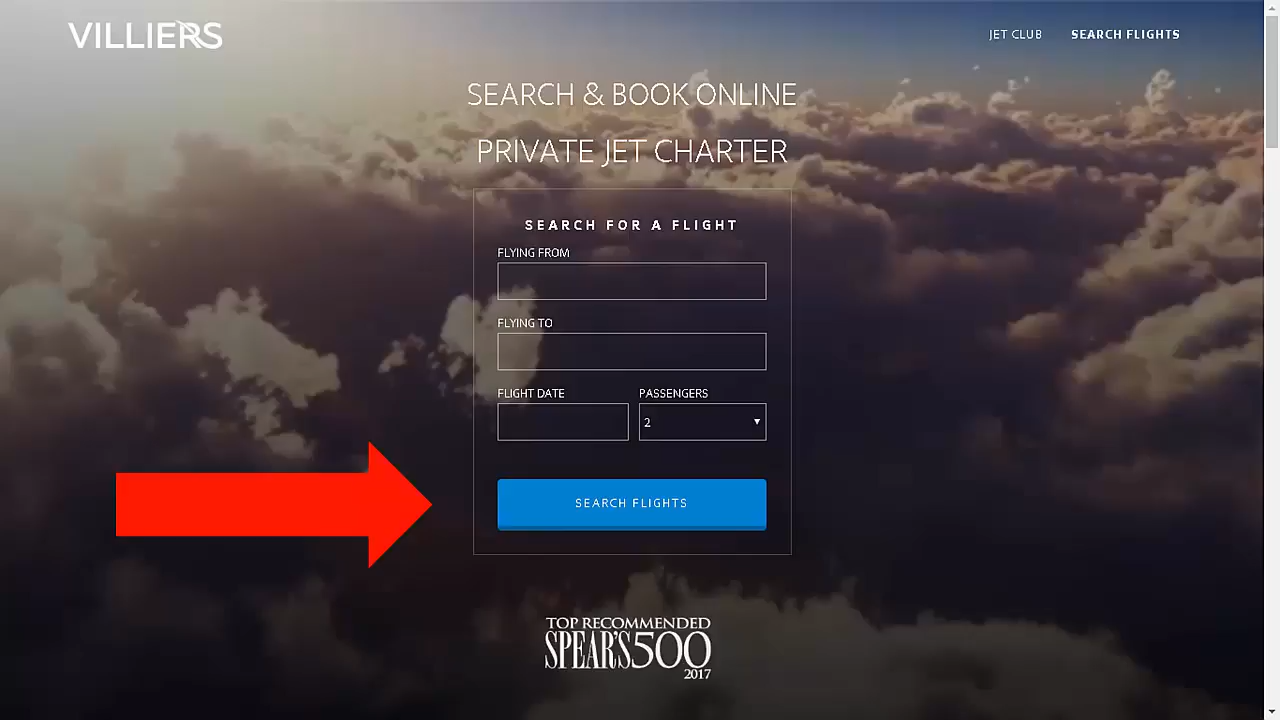 VILLIERS
JET CLUB
SEARCH FLIGHTS
SEARCH & BOOK ONLINE
PRIVATE JET CHARTER
SEARCH FOR A FLIGHT
FLYING FROM
FLYING TO
FLIGHT DATE
PASSENGERS
2
SEARCH FLIGHTS
TOP RECOMMENDED
SPEAR'S500
2017